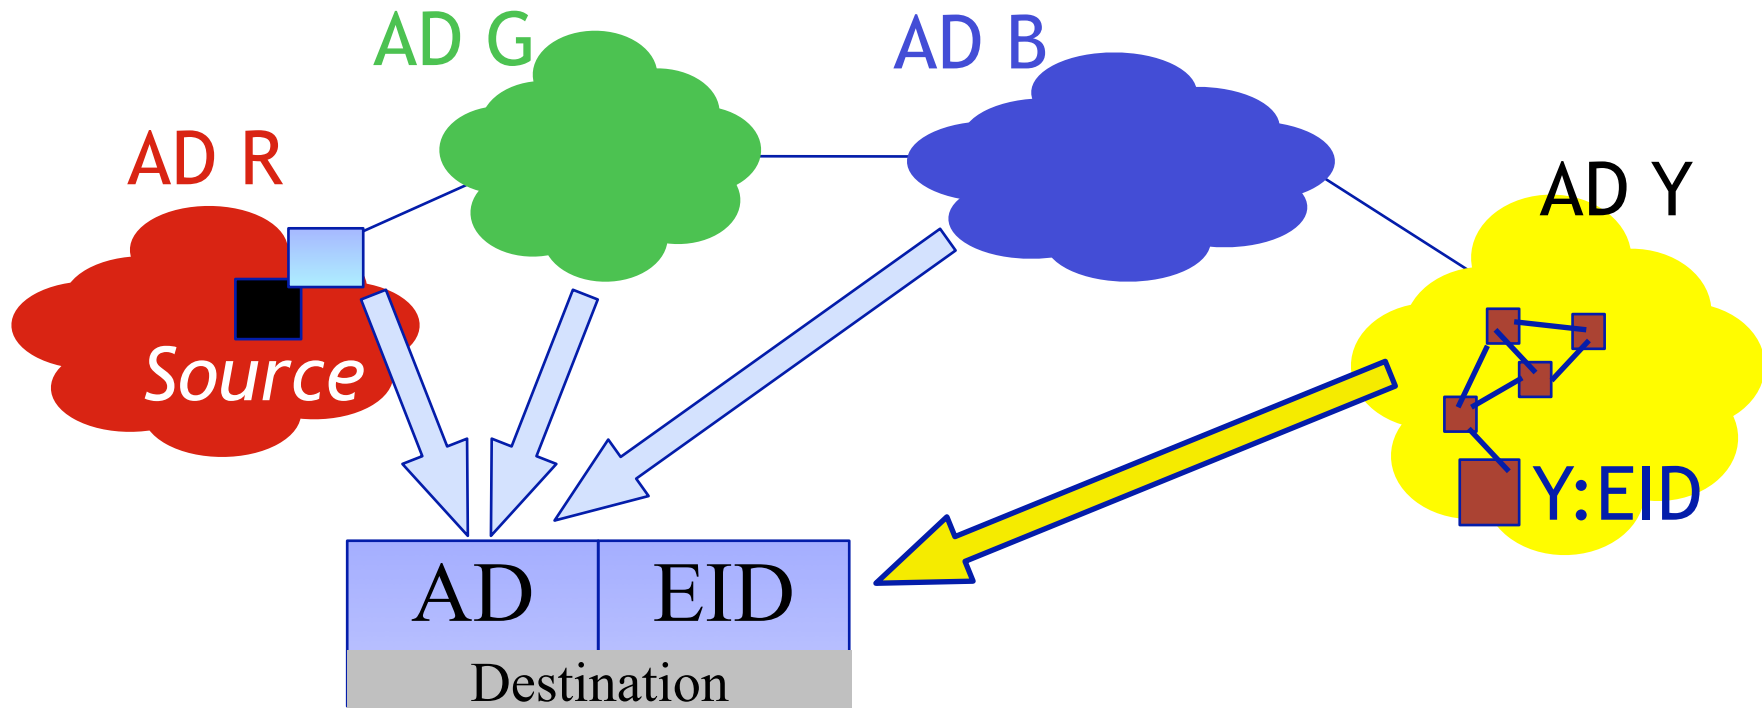 AD G
AD B
AD R
AD Y
Source
Y:EID
AD EID
Destination